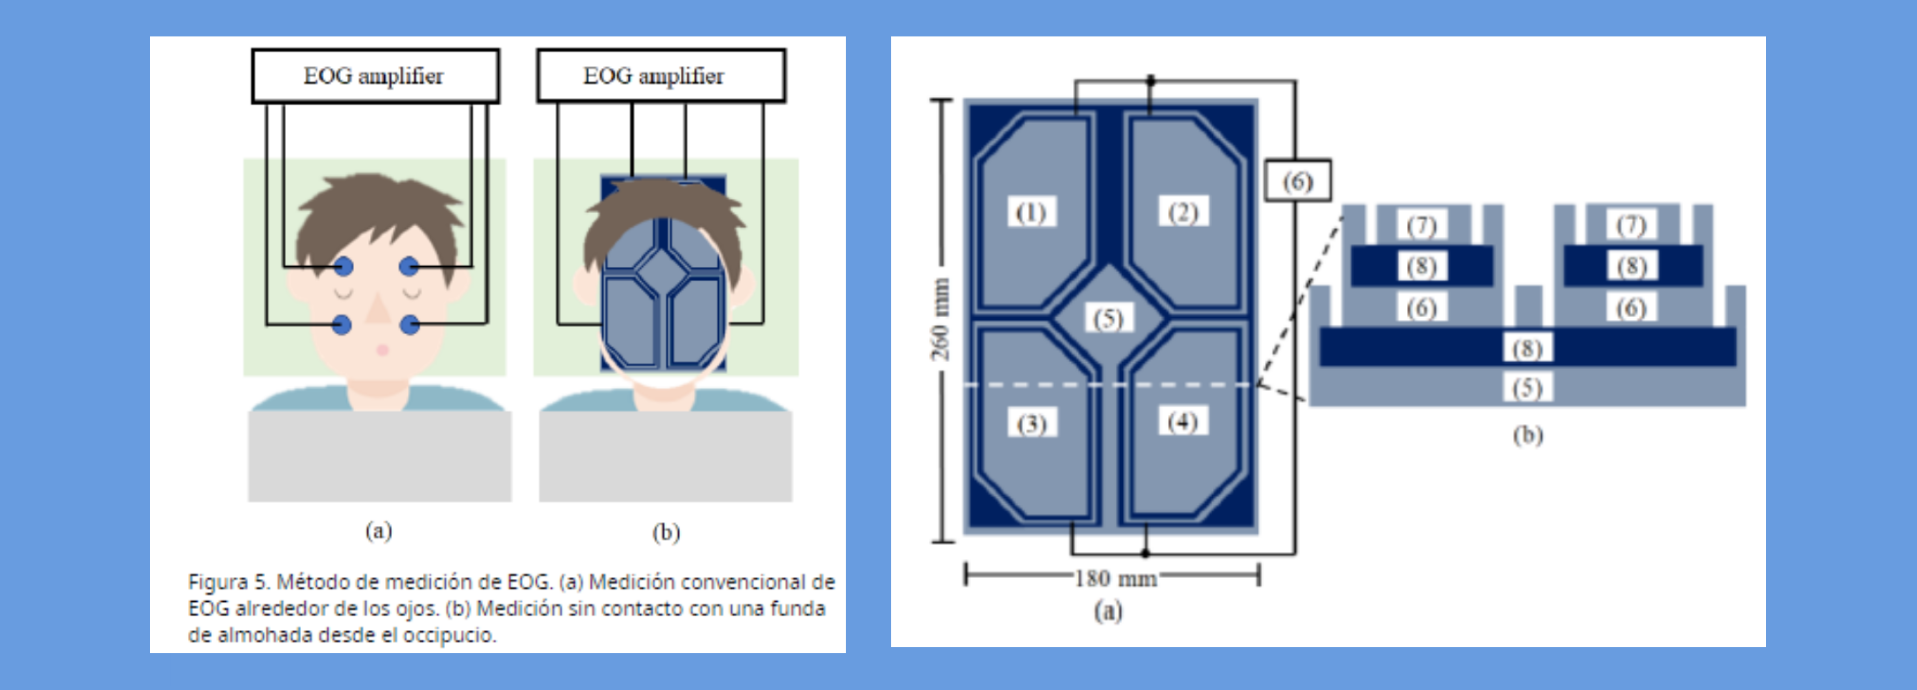 EOG amplifier
EOG amplifier
(a)
(b)
Figura 5. Método de medición de EOG. (a) Medición convencional de
EOG alrededor de los ojos. (b) Medición sin contacto con una funda
de almohada desde el occipucio.
(1)
(2)
(3)
(4)
(5)
(6)
260 mm
180 mm
(a)
(7)
(7)
(8)
(8)
(6)
(6)
(8)
(5)
(b)